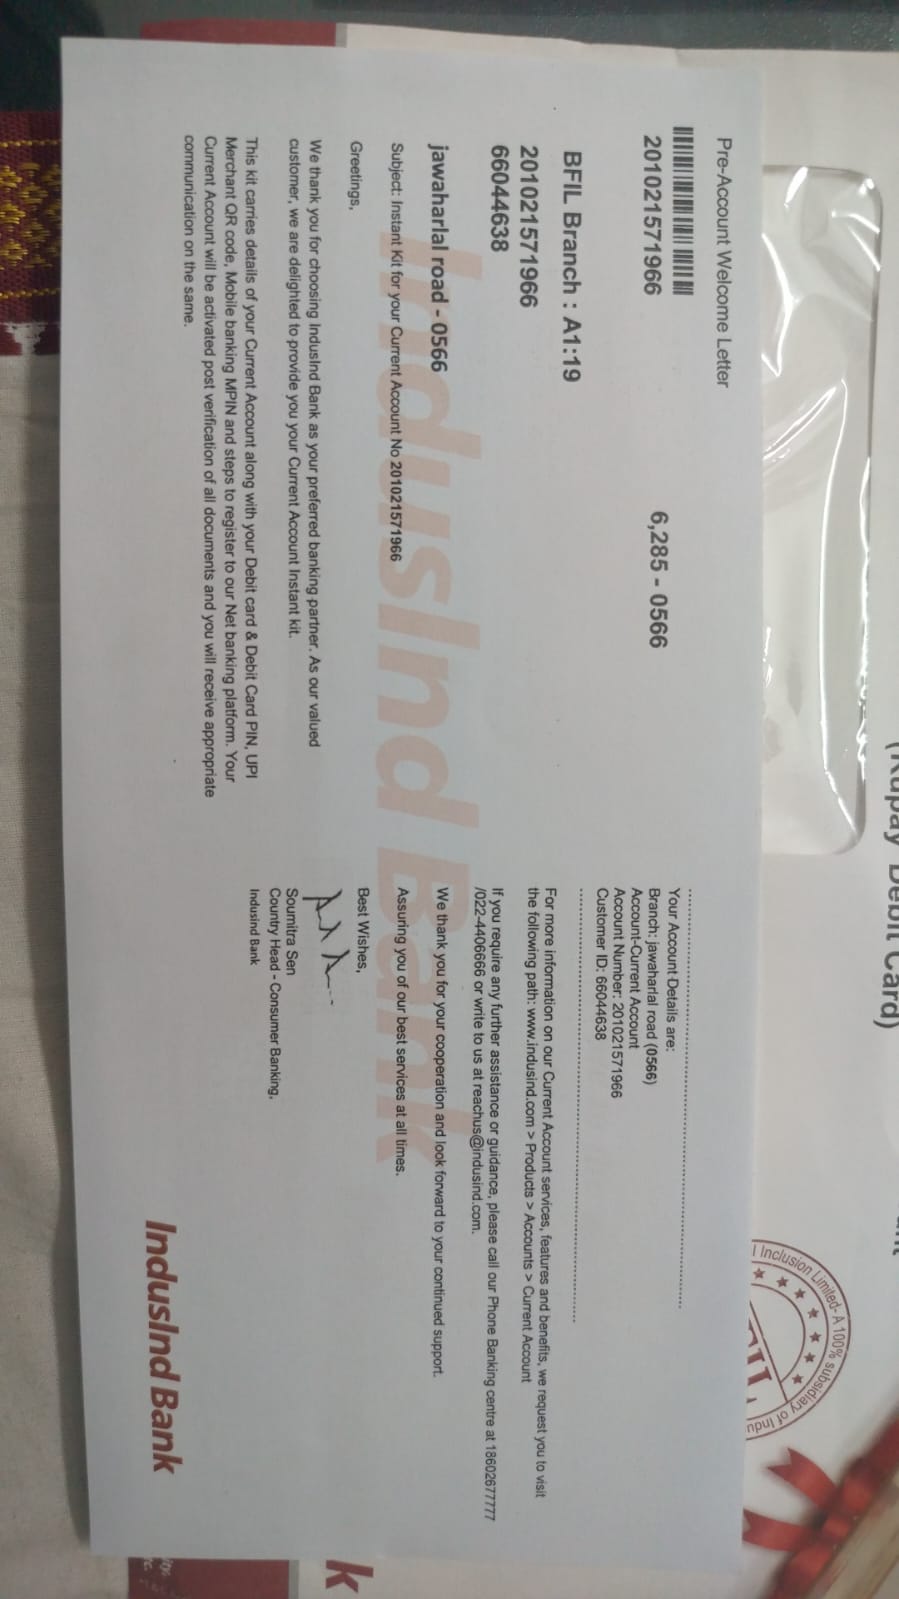 Pre-Account Welcome Letter
201021571966
6,285 - 0566
BFIL Branch : A1:19
201021571966
66044638
jawaharlal road - 0566
Subject: Instant Kit for your Current Account No 201021571966
Greetings,
We thank you for choosing IndusInd Bank as your preferred banking partner. As our valued
customer, we are delighted to provide you your Current Account Instant kit.
This kit carries details of your Current Account along with your Debit card & Debit Card PIN, UPI
Merchant QR code, Mobile banking MPIN and steps to register to our Net banking platform. Your
Current Account will be activated post verification of all documents and you will receive appropriate
communication on the same.
Your Account Details are:
Branch: jawaharlal road (0566)
Account-Current Account
Account Number: 201021571966
Customer ID: 66044638
For more information on our Current Account services, features and benefits, we request you to visit
the following path: www.indusind.com > Products > Accounts > Current Account
If you require any further assistance or guidance, please call our Phone Banking centre at 18602677777
/022-4406666 or write to us at reachus@indusind.com.
We thank you for your cooperation and look forward to your continued support.
Assuring you of our best services at all times.
Best Wishes,
Soumitra Sen
Country Head - Consumer Banking,
Indusind Bank
IndusInd Bank
IndusInd Bank
(Rupay Debit Card)
l Inclusion Limited- A 100% subsidiary of Indu
k